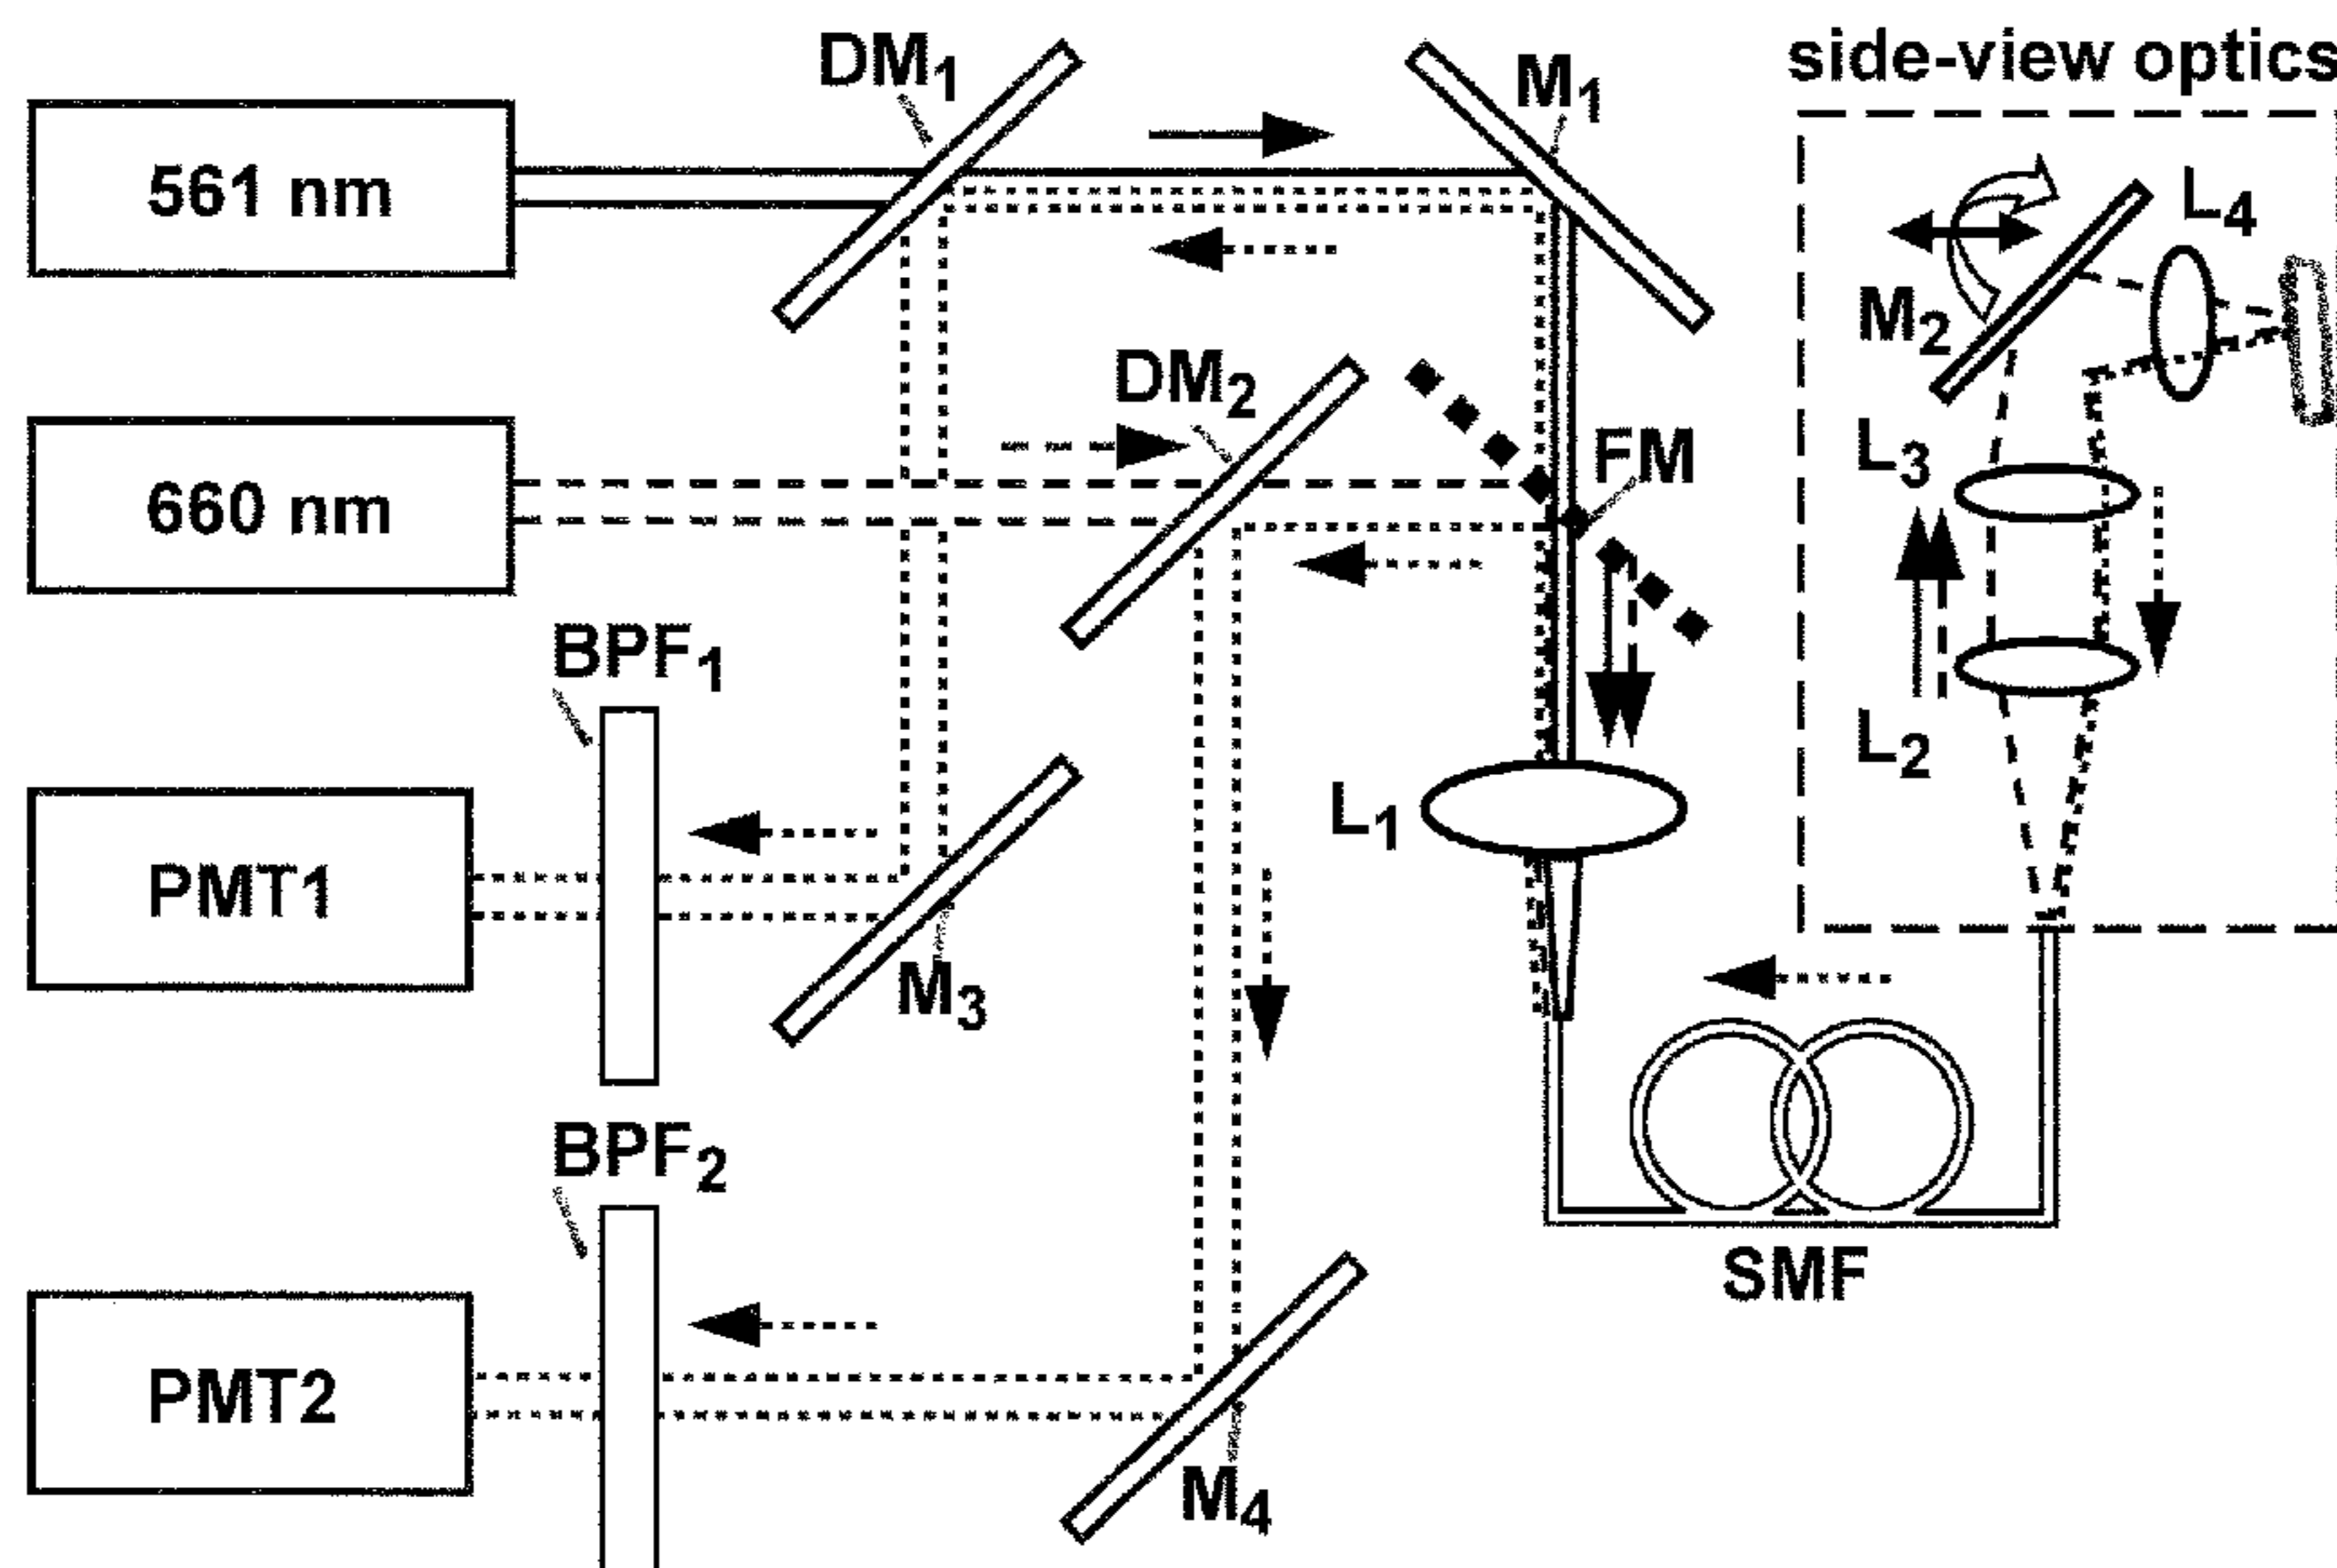 side-view optics
DM₁
M₁
561 nm
L₄
M₂
DM₂
FM
L₃
660 nm
BPF₁
L₂
L₁
PMT1
M₃
BPF₂
SMF
PMT2
M₄